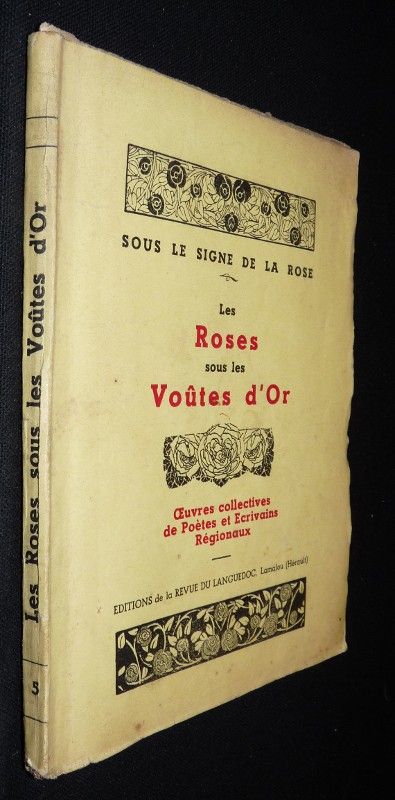 Les Roses sous les Voûtes d'Or
5
SOUS LE SIGNE DE LA ROSE
Les
Roses
sous les
Voûtes d'Or
Œuvres collectives
de Poètes et Ecrivains
Régionaux
EDITIONS de la REVUE DU LANGUEDOC, Lamalou (Hérault)